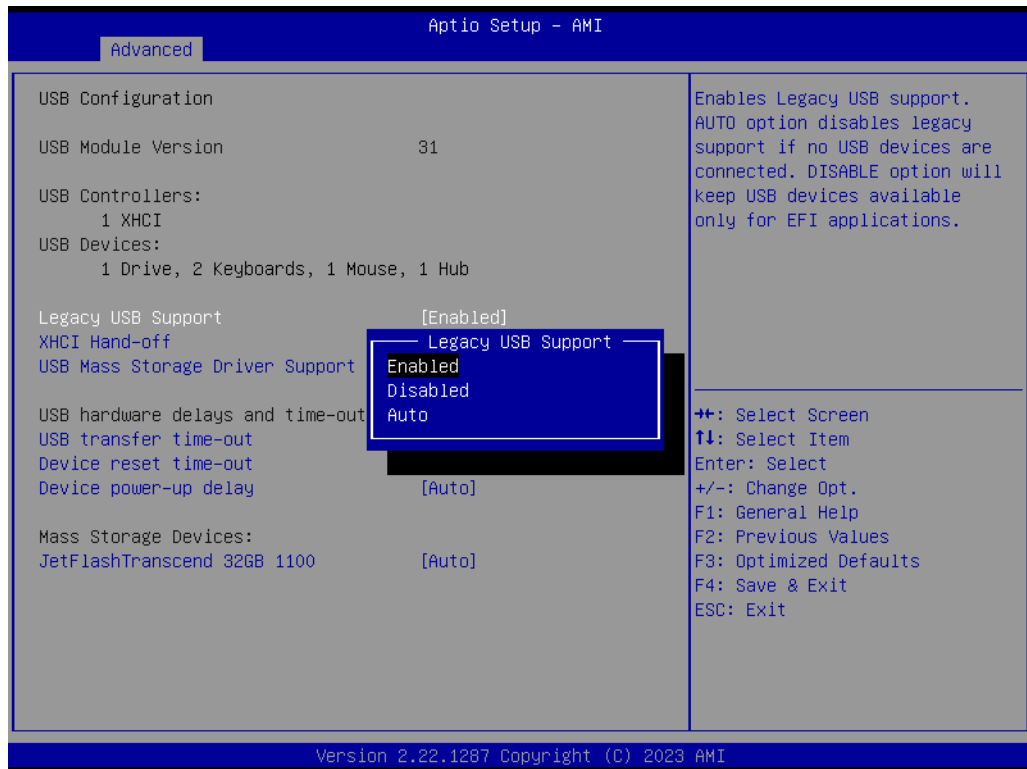 Aptio Setup – AMI
Advanced
USB Configuration
USB Module Version 31
USB Controllers:
1 XHCI
USB Devices:
1 Drive, 2 Keyboards, 1 Mouse, 1 Hub
Legacy USB Support [Enabled]
XHCI Hand-off
USB Mass Storage Driver Support
USB hardware delays and time-out
USB transfer time-out
Device reset time-out
Device power-up delay [Auto]
Mass Storage Devices:
JetFlashTranscend 32GB 1100 [Auto]
Legacy USB Support
Enabled
Disabled
Auto
Enables Legacy USB support.
AUTO option disables legacy
support if no USB devices are
connected. DISABLE option will
keep USB devices available
only for EFI applications.
→←: Select Screen
↑↓: Select Item
Enter: Select
+/-: Change Opt.
F1: General Help
F2: Previous Values
F3: Optimized Defaults
F4: Save & Exit
ESC: Exit
Version 2.22.1287 Copyright (C) 2023 AMI